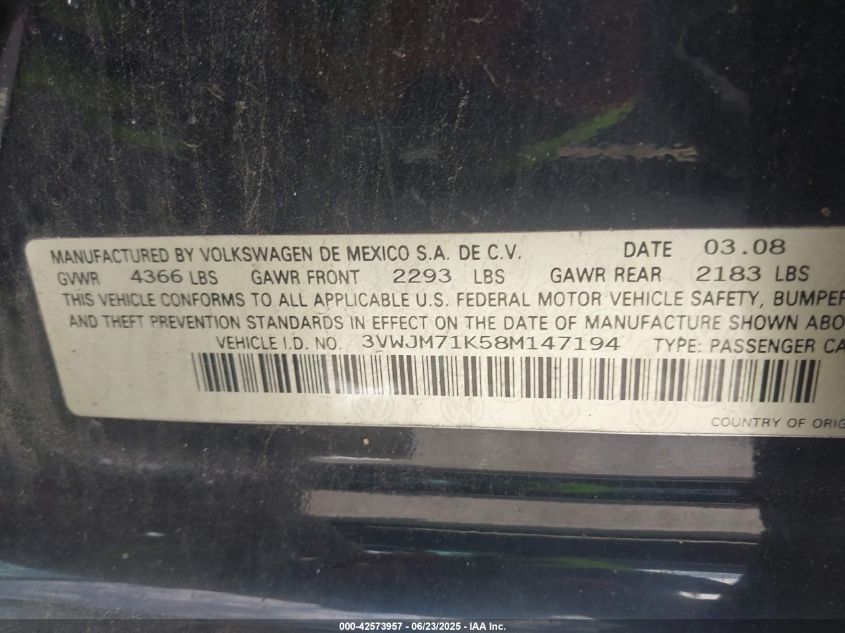 MANUFACTURED BY VOLKSWAGEN DE MEXICO S.A. DE C.V. DATE 03.08
GVWR 4366 LBS GAWR FRONT 2293 LBS GAWR REAR 2183 LBS
THIS VEHICLE CONFORMS TO ALL APPLICABLE U.S. FEDERAL MOTOR VEHICLE SAFETY, BUMPER
AND THEFT PREVENTION STANDARDS IN EFFECT ON THE DATE OF MANUFACTURE SHOWN ABO
VEHICLE I.D. NO. 3VWJM71K58M147194 TYPE: PASSENGER CA
COUNTRY OF ORIG
000-42573957 - 06/23/2025 - IAA Inc.